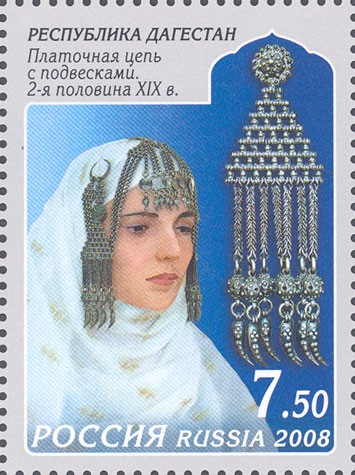 РЕСПУБЛИКА ДАГЕСТАН
Платочная цепь
с подвесками.
2-я половина XIX в.
7.50
РОССИЯ RUSSIA 2008